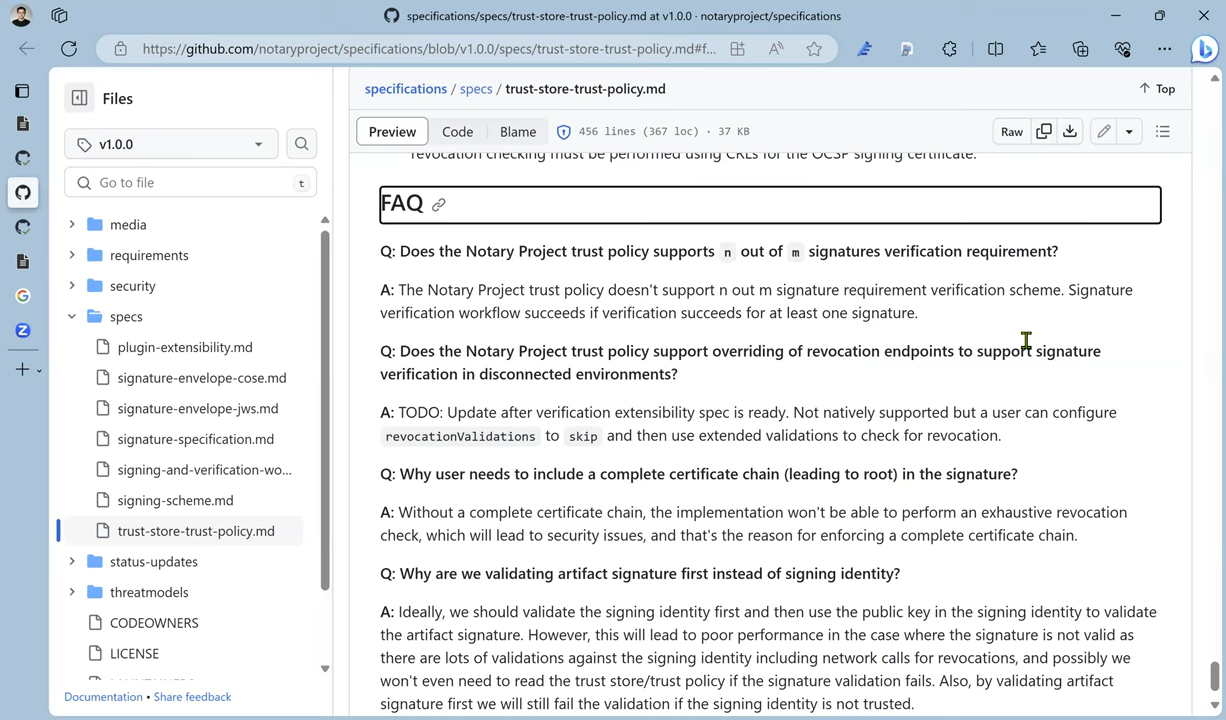 specifications/specs/trust-store-trust-policy.md at v1.0.0 · notaryproject/specifications
https://github.com/notaryproject/specifications/blob/v1.0.0/specs/trust-store-trust-policy.md#f...
Files
v1.0.0
Go to file
t
media
requirements
security
specs
plugin-extensibility.md
signature-envelope-cose.md
signature-envelope-jws.md
signature-specification.md
signing-and-verification-wo...
signing-scheme.md
trust-store-trust-policy.md
status-updates
threatmodels
CODEOWNERS
LICENSE
Documentation • Share feedback
specifications / specs / trust-store-trust-policy.md
Top
Preview
Code
Blame
456 lines (367 loc) · 37 KB
Raw
revocation checking must be performed using CRLs for the OCSP signing certificate.
FAQ
Q: Does the Notary Project trust policy supports n out of m signatures verification requirement?
A: The Notary Project trust policy doesn't support n out m signature requirement verification scheme. Signature
verification workflow succeeds if verification succeeds for at least one signature.
Q: Does the Notary Project trust policy support overriding of revocation endpoints to support signature
verification in disconnected environments?
A: TODO: Update after verification extensibility spec is ready. Not natively supported but a user can configure
revocationValidations to skip and then use extended validations to check for revocation.
Q: Why user needs to include a complete certificate chain (leading to root) in the signature?
A: Without a complete certificate chain, the implementation won't be able to perform an exhaustive revocation
check, which will lead to security issues, and that's the reason for enforcing a complete certificate chain.
Q: Why are we validating artifact signature first instead of signing identity?
A: Ideally, we should validate the signing identity first and then use the public key in the signing identity to validate
the artifact signature. However, this will lead to poor performance in the case where the signature is not valid as
there are lots of validations against the signing identity including network calls for revocations, and possibly we
won't even need to read the trust store/trust policy if the signature validation fails. Also, by validating artifact
signature first we will still fail the validation if the signing identity is not trusted.